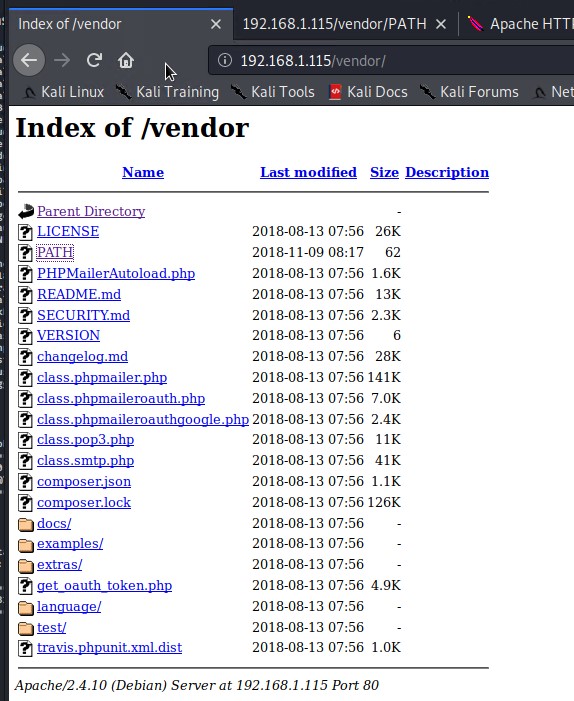 Index of /vendor 192.168.1.115/vendor/PATH Apache HTT
192.168.1.115/vendor/
Kali Linux Kali Training Kali Tools Kali Docs Kali Forums Net
Index of /vendor
Name Last modified Size Description
Parent Directory -
LICENSE 2018-08-13 07:56 26K
PATH 2018-11-09 08:17 62
PHPMailerAutoload.php 2018-08-13 07:56 1.6K
README.md 2018-08-13 07:56 13K
SECURITY.md 2018-08-13 07:56 2.3K
VERSION 2018-08-13 07:56 6
changelog.md 2018-08-13 07:56 28K
class.phpmailer.php 2018-08-13 07:56 141K
class.phpmaileroauth.php 2018-08-13 07:56 7.0K
class.phpmaileroauthgoogle.php 2018-08-13 07:56 2.4K
class.pop3.php 2018-08-13 07:56 11K
class.smtp.php 2018-08-13 07:56 41K
composer.json 2018-08-13 07:56 1.1K
composer.lock 2018-08-13 07:56 126K
docs/ 2018-08-13 07:56 -
examples/ 2018-08-13 07:56 -
extras/ 2018-08-13 07:56 -
get_oauth_token.php 2018-08-13 07:56 4.9K
language/ 2018-08-13 07:56 -
test/ 2018-08-13 07:56 -
travis.phpunit.xml.dist 2018-08-13 07:56 1.0K
Apache/2.4.10 (Debian) Server at 192.168.1.115 Port 80